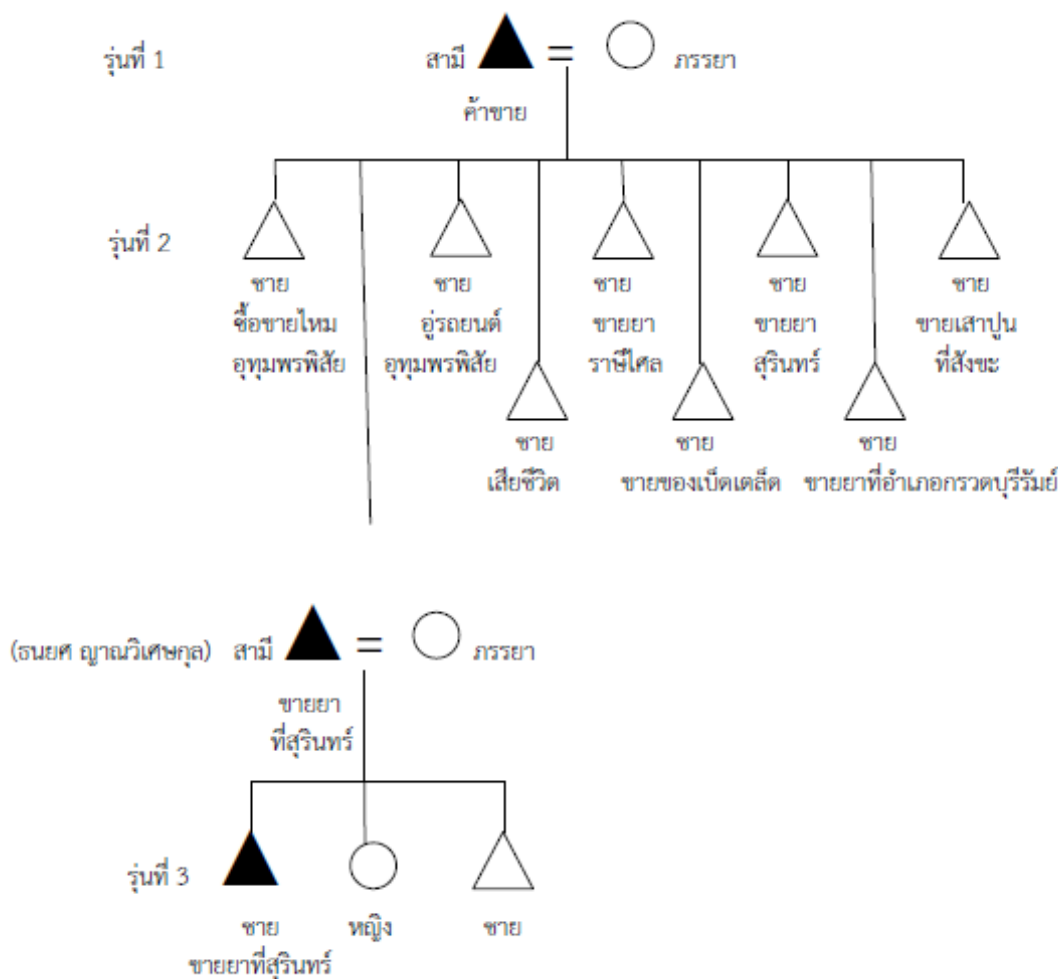 รุ่นที่ 1 สามี = ภรรยา
ค้าขาย
รุ่นที่ 2
ชาย ชาย ชาย ชาย ชาย
ซื้อขายไหม อู่รถยนต์ ขายยา ขายยา ขายเสาปูน
อุทุมพรพิสัย อุทุมพรพิสัย ราษีไศล สุรินทร์ ที่สังขะ
ชาย ชาย ชาย
เสียชีวิต ขายของเบ็ดเตล็ด ขายยาที่อำเภอกรวดบุรีรัมย์
(ธนยศ ญาณวิเศษกุล) สามี = ภรรยา
ขายยา
ที่สุรินทร์
รุ่นที่ 3
ชาย หญิง ชาย
ขายยาที่สุรินทร์